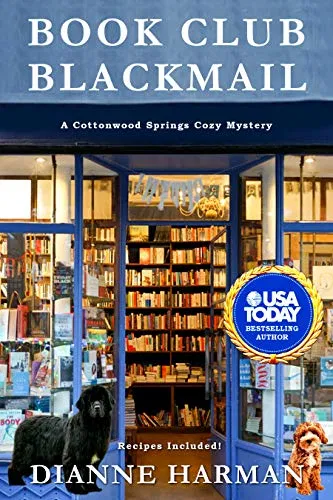 BOOK CLUB
BLACKMAIL
A Cottonwood Springs Cozy Mystery
USA
TODAY
BESTSELLING
AUTHOR
Recipes Included!
DIANNE HARMAN